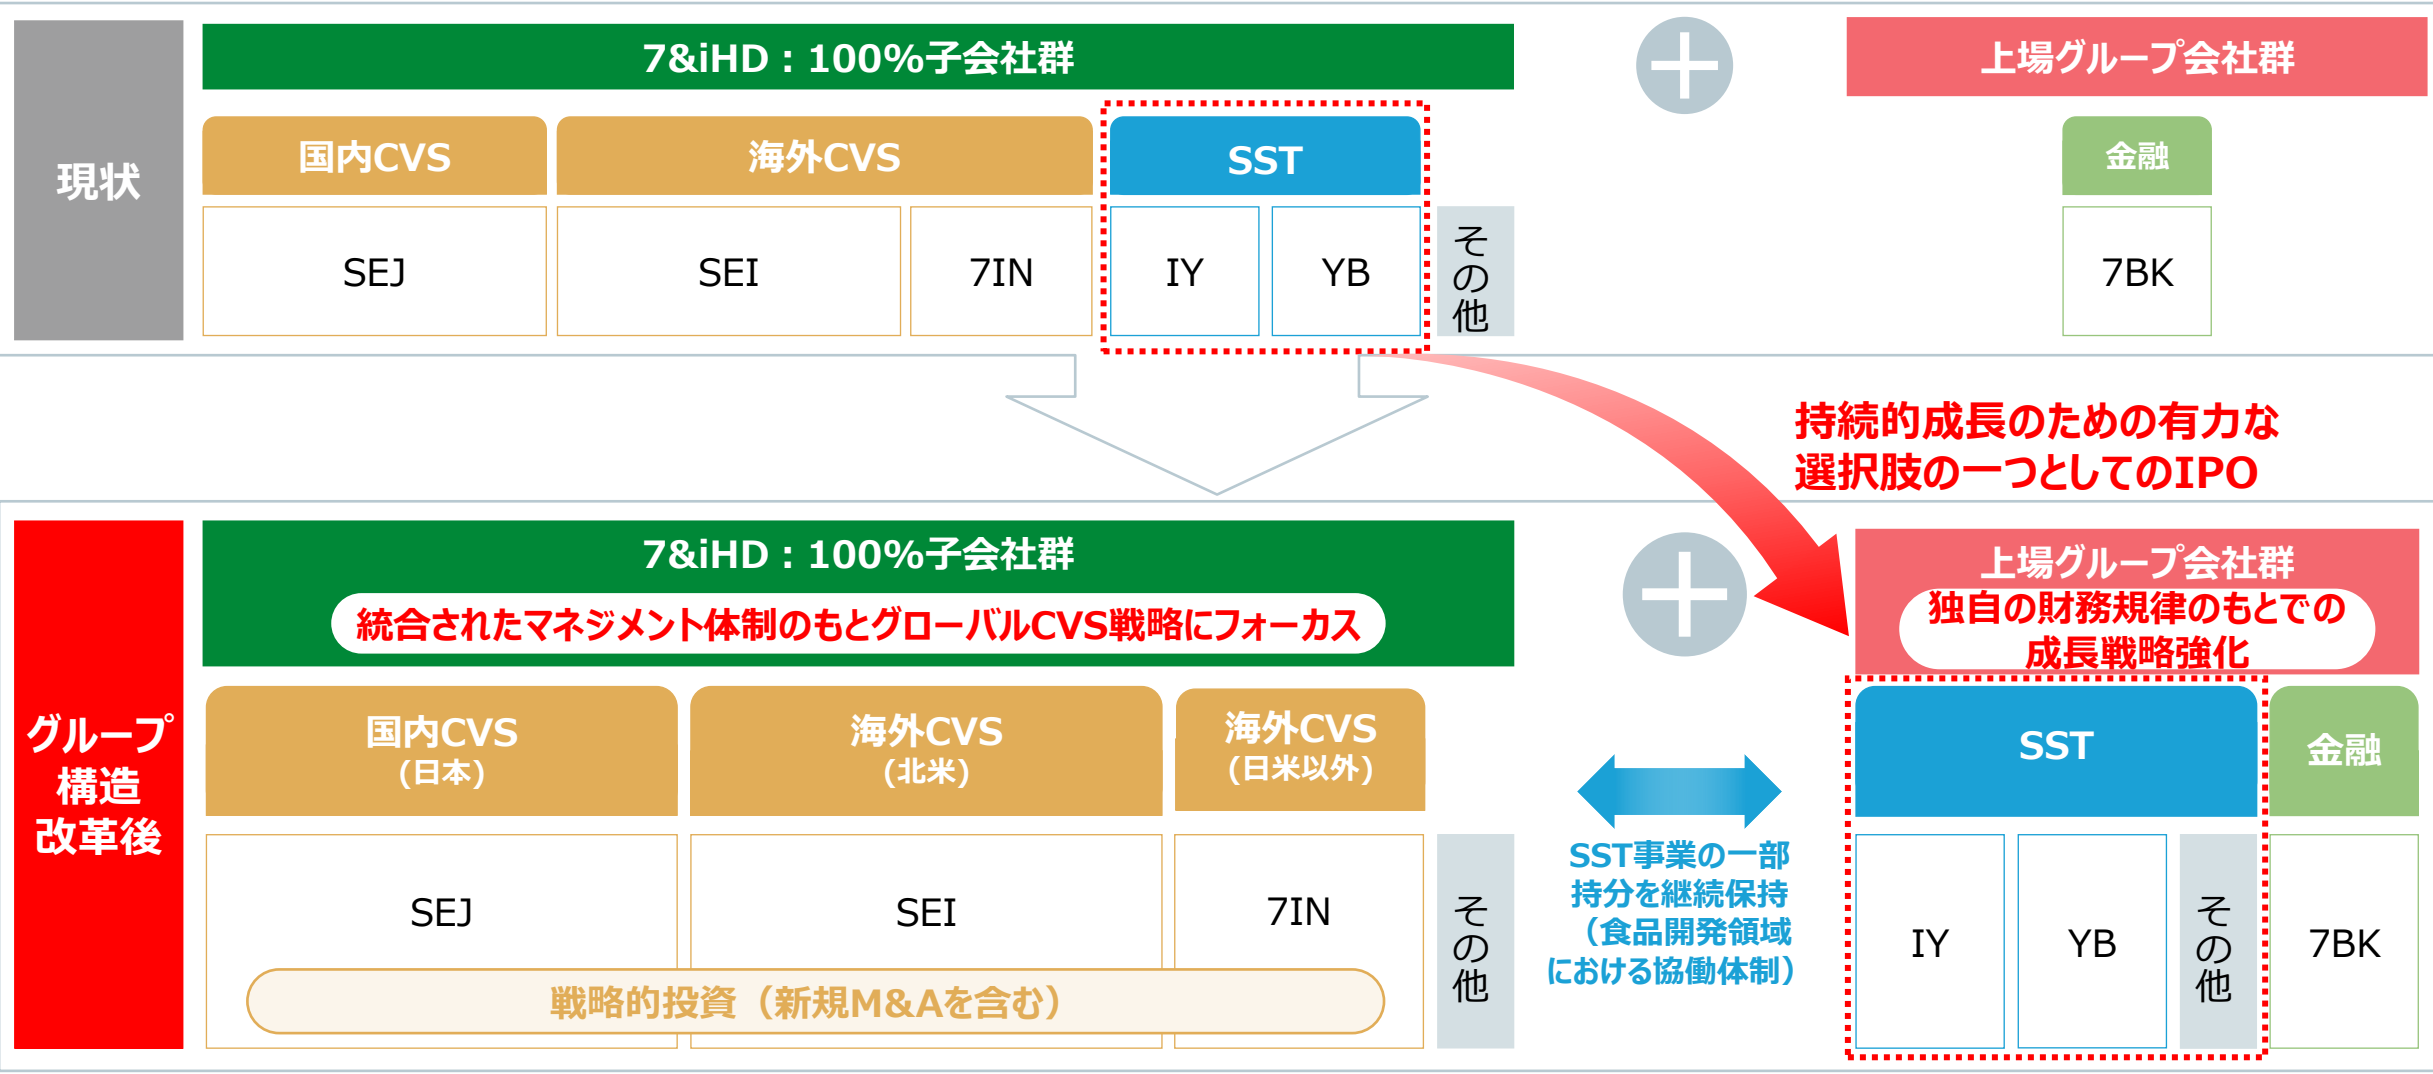 現状
7&iHD：100%子会社群
上場グループ会社群
国内CVS
海外CVS
SST
金融
SEJ
SEI
7IN
IY
YB
その他
7BK
持続的成長のための有力な
選択肢の一つとしてのIPO
グループ
構造
改革後
7&iHD：100%子会社群
統合されたマネジメント体制のもとグローバルCVS戦略にフォーカス
上場グループ会社群
独自の財務規律のもとでの
成長戦略強化
国内CVS
(日本)
海外CVS
(北米)
海外CVS
(日米以外)
SST
金融
SEJ
SEI
7IN
その他
戦略的投資（新規M&Aを含む）
SST事業の一部
持分を継続保持
（食品開発領域
における協働体制）
IY
YB
その他
7BK